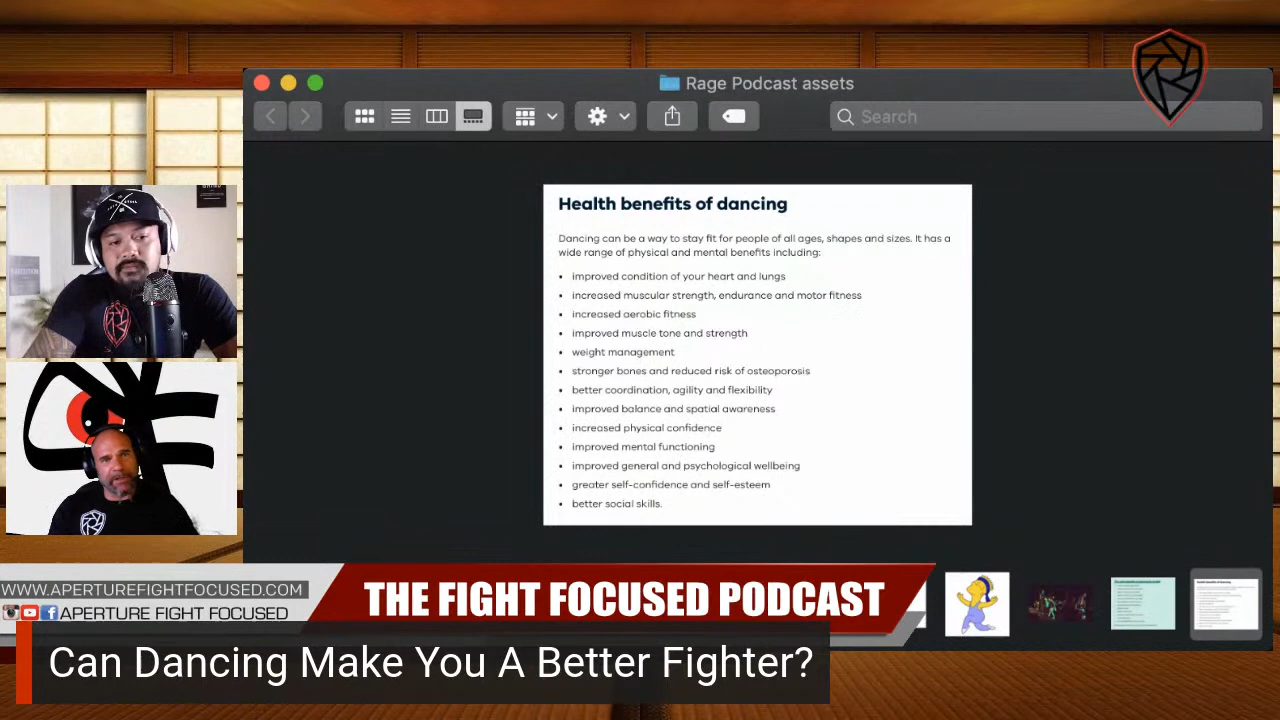 Rage Podcast assets
Search
Health benefits of dancing
Dancing can be a way to stay fit for people of all ages, shapes and sizes. It has a
wide range of physical and mental benefits including:
• improved condition of your heart and lungs
• increased muscular strength, endurance and motor fitness
• increased aerobic fitness
• improved muscle tone and strength
• weight management
• stronger bones and reduced risk of osteoporosis
• better coordination, agility and flexibility
• improved balance and spatial awareness
• increased physical confidence
• improved mental functioning
• improved general and psychological wellbeing
• greater self-confidence and self-esteem
• better social skills.
WWW.APERTUREFIGHTFOCUSED.COM
APERTURE FIGHT FOCUSED
THE FIGHT FOCUSED PODCAST
Can Dancing Make You A Better Fighter?